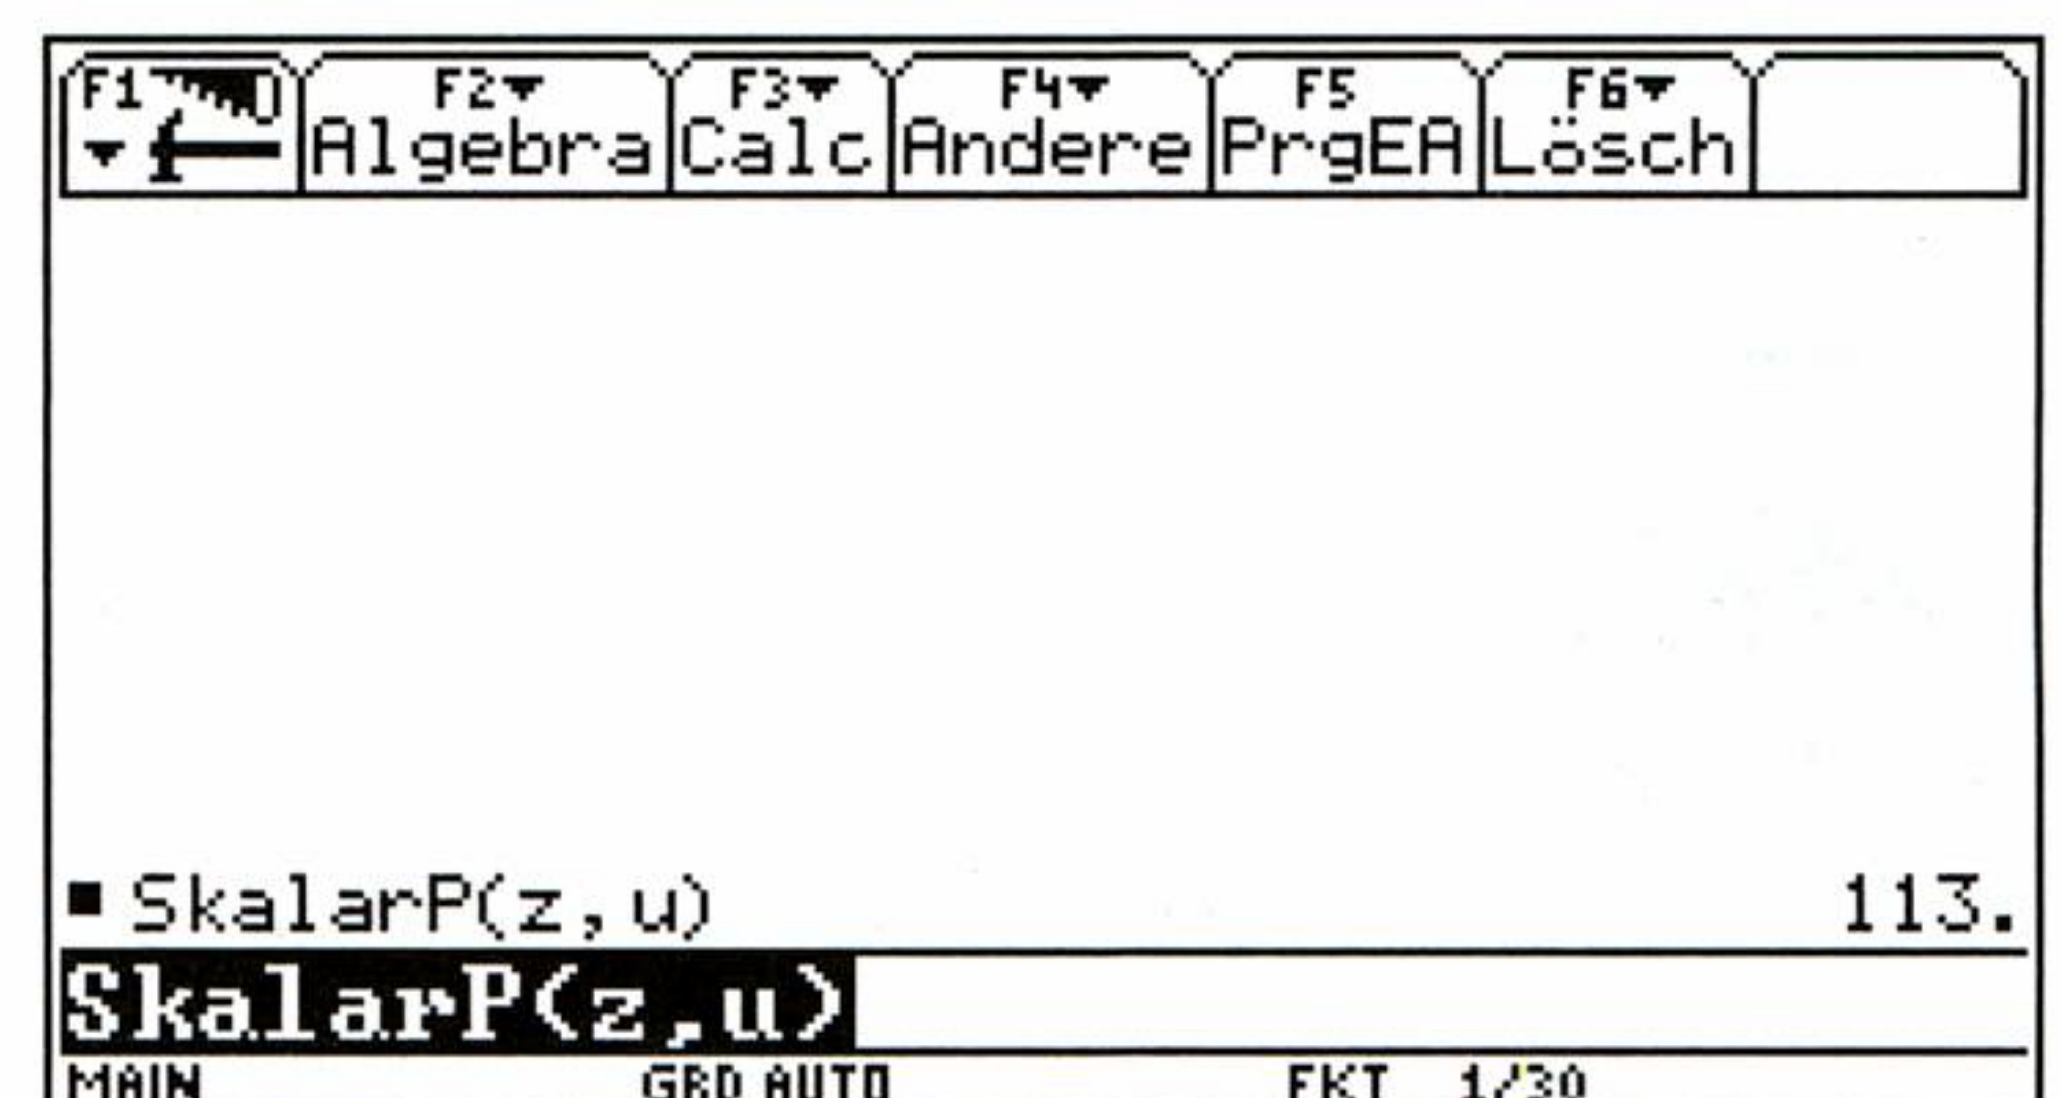 F1 F2 F3 F4 F5 F6
Algebra Calc Andere PrgEA Lösch
SkalarP(z,u) 113.
SkalarP(z,u)
MAIN GRD AUTO FKT 1/30